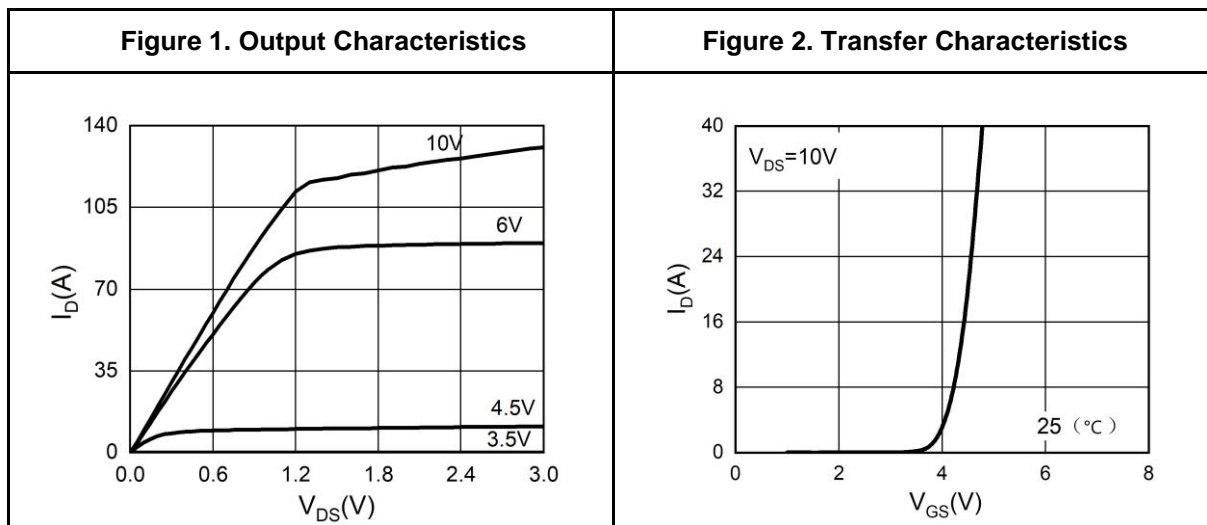 Figure 1. Output Characteristics
Figure 2. Transfer Characteristics
140
105
70
35
0
I_D(A)
10V
6V
4.5V
3.5V
0.0 0.6 1.2 1.8 2.4 3.0
V_DS(V)
40
32
24
16
8
0
I_D(A)
V_DS=10V
25（℃）
0 2 4 6 8
V_GS(V)